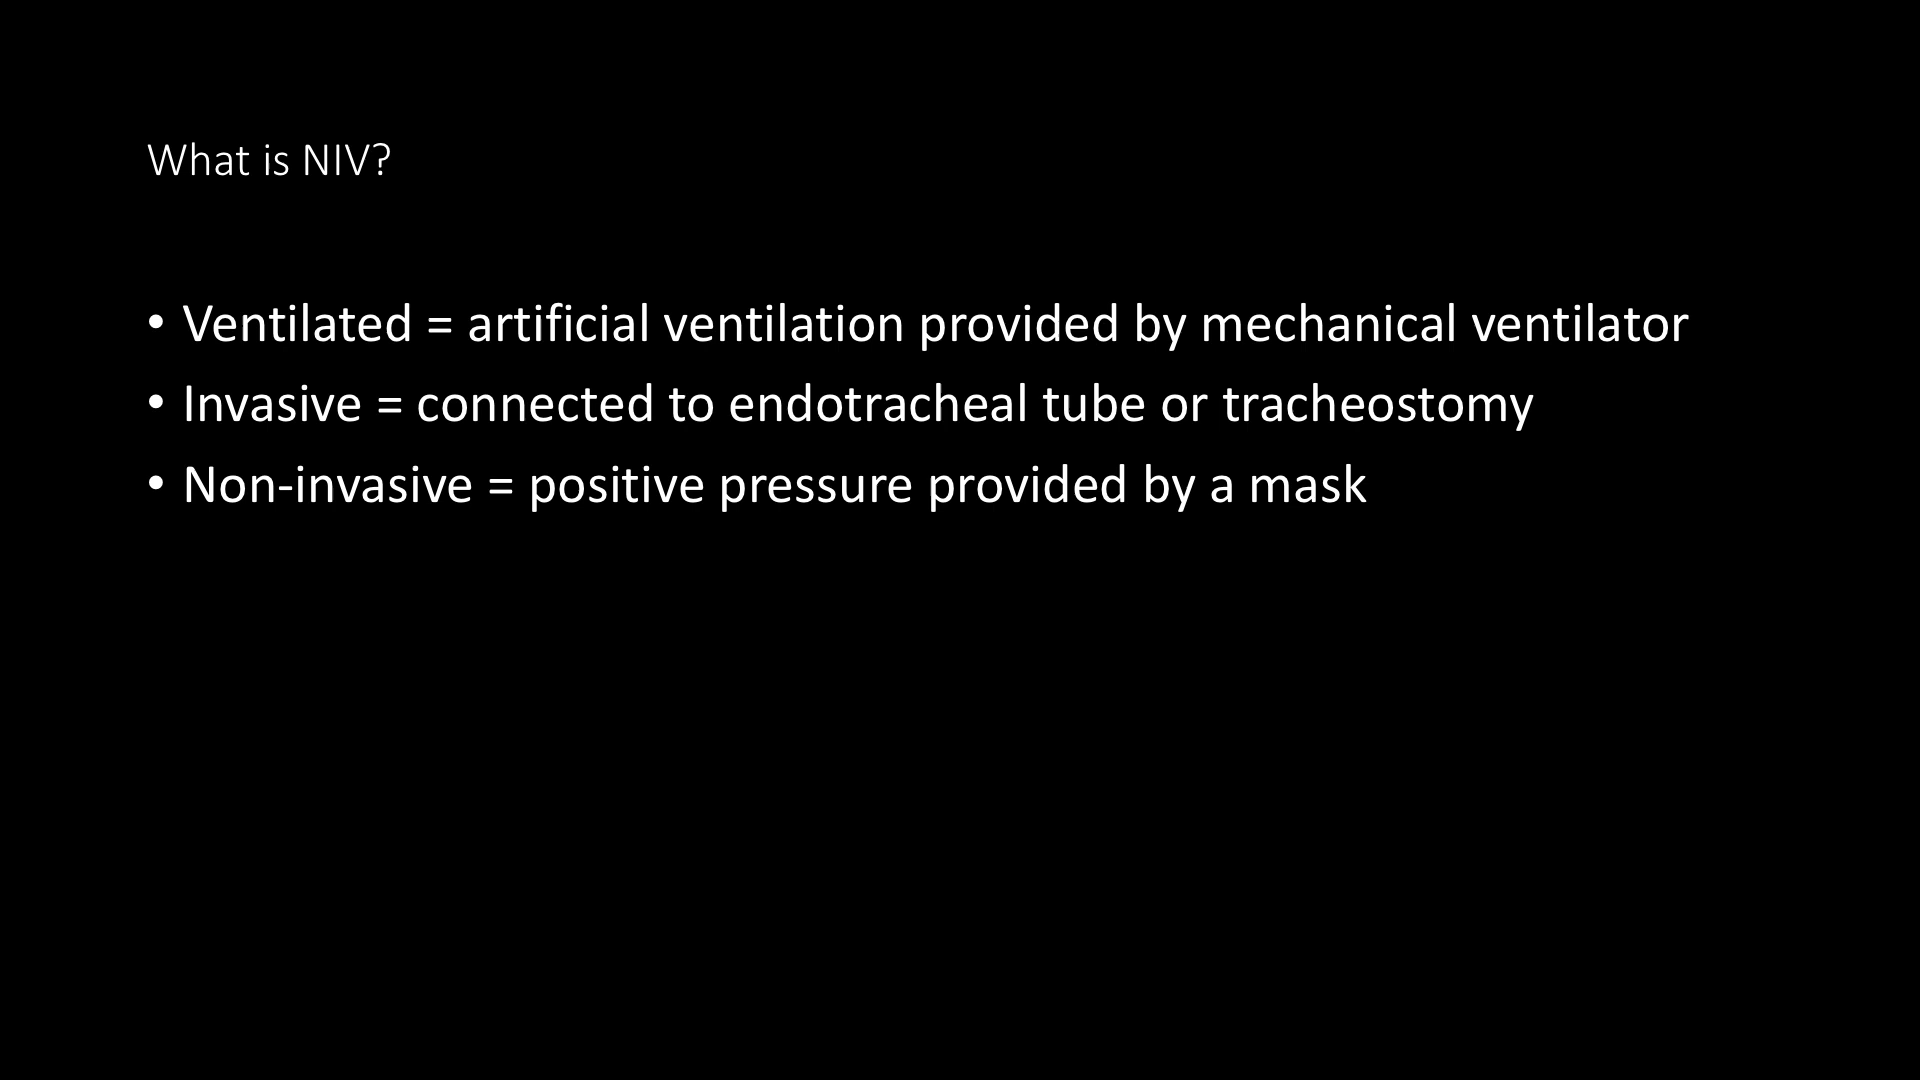 What is NIV?
• Ventilated = artificial ventilation provided by mechanical ventilator
• Invasive = connected to endotracheal tube or tracheostomy
• Non-invasive = positive pressure provided by a mask